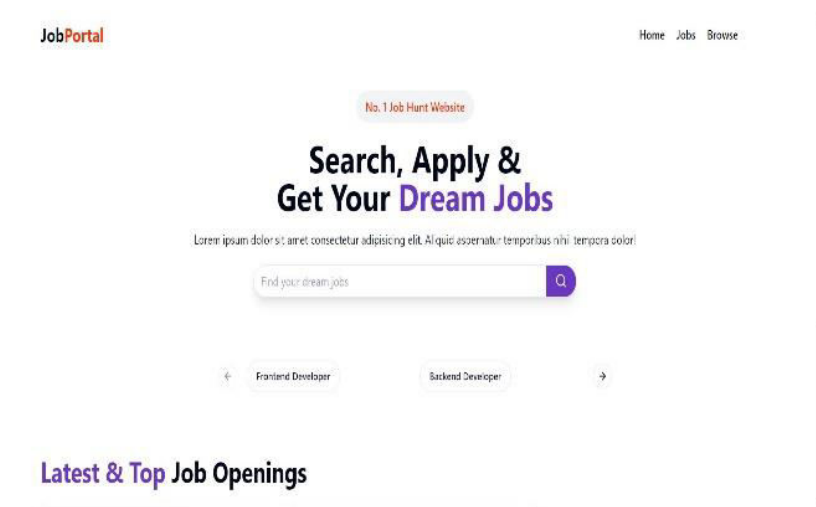 JobPortal
Home Jobs Browse
No. 1 Job Hunt Website
Search, Apply &
Get Your Dream Jobs
Lorem ipsum dolor sit amet consectetur adipisicing elit. Aliquid aspernatur temporibus nihil tempora dolor!
Find your dream jobs
Frontend Developer
Backend Developer
Latest & Top Job Openings